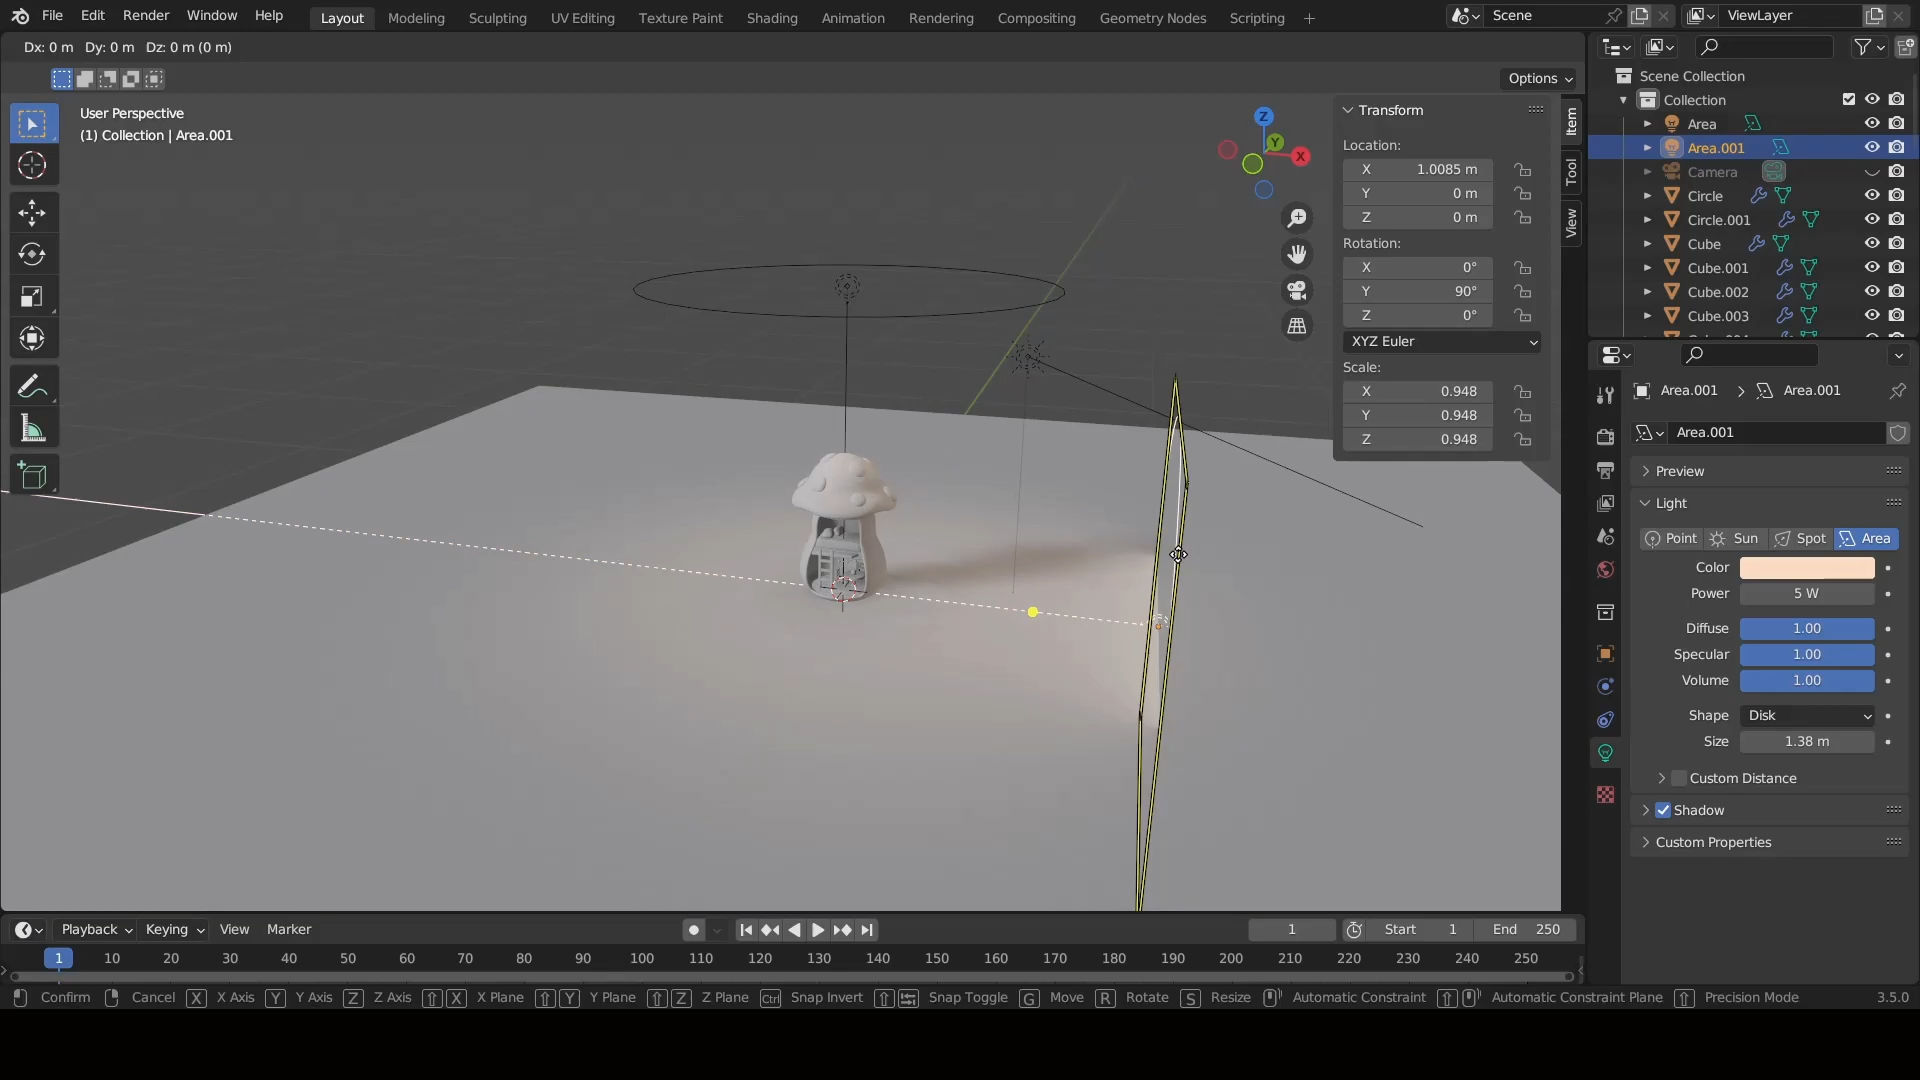 File Edit Render Window Help Layout Modeling Sculpting UV Editing Texture Paint Shading Animation Rendering Compositing Geometry Nodes Scripting + Scene ViewLayer
Dx: 0 m Dy: 0 m Dz: 0 m (0 m)
Options
User Perspective
(1) Collection | Area.001
Z
Y
X
Transform
Location:
X 1.0085 m
Y 0 m
Z 0 m
Rotation:
X 0°
Y 90°
Z 0°
XYZ Euler
Scale:
X 0.948
Y 0.948
Z 0.948
Item
Tool
View
Scene Collection
Collection
Area
Area.001
Camera
Circle
Circle.001
Cube
Cube.001
Cube.002
Cube.003
Area.001 Area.001
Area.001
Preview
Light
Point Sun Spot Area
Color
Power 5 W
Diffuse 1.00
Specular 1.00
Volume 1.00
Shape Disk
Size 1.38 m
Custom Distance
Shadow
Custom Properties
Playback Keying View Marker 1 Start 1 End 250
1 10 20 30 40 50 60 70 80 90 100 110 120 130 140 150 160 170 180 190 200 210 220 230 240 250
Confirm Cancel X X Axis Y Y Axis Z Z Axis X X Plane Y Y Plane Z Z Plane Ctrl Snap Invert Snap Toggle G Move R Rotate S Resize Automatic Constraint Automatic Constraint Plane Precision Mode 3.5.0